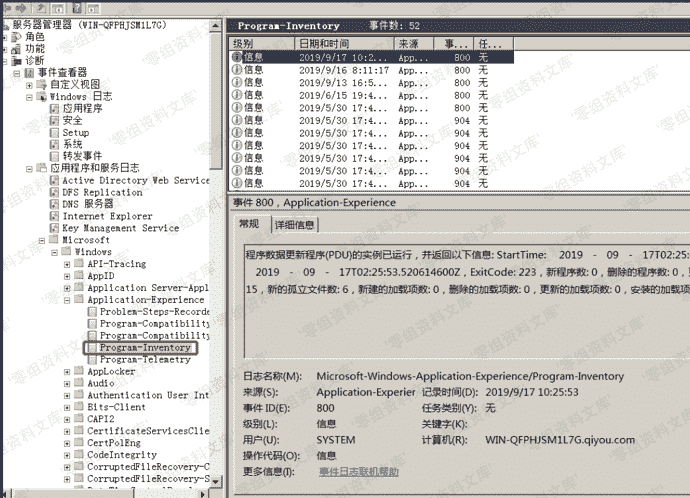 服务器管理器 (WIN-QFPHJSM1L7G)
角色
功能
诊断
事件查看器
自定义视图
Windows 日志
应用程序
安全
Setup
系统
转发事件
应用程序和服务日志
Active Directory Web Service
DFS Replication
DNS 服务器
Internet Explorer
Key Management Service
Microsoft
Windows
API-Tracing
AppID
Application Server-Appl
Application-Experience
Problem-Steps-Recorde
Program-Compatibility
Program-Compatibility
Program-Inventory
Program-Telemetry
AppLocker
Audio
Authentication User Int
Bits-Client
CAPI2
CertificateServicesClie
CertPolEng
CodeIntegrity
CorruptedFileRecovery-C
CorruptedFileRecovery-S
Program-Inventory 事件数: 52
级别 日期和时间 来源 事... 任...
信息 2019/9/17 10:2... App... 800 无
信息 2019/9/16 8:11:17 App... 800 无
信息 2019/9/13 16:5... App... 800 无
信息 2019/6/15 19:4... App... 800 无
信息 2019/5/30 17:4... App... 800 无
信息 2019/5/30 17:4... App... 904 无
信息 2019/5/30 17:4... App... 904 无
信息 2019/5/30 17:4... App... 904 无
信息 2019/5/30 17:4... App... 904 无
信息 2019/5/30 17:4... App... 904 无
信息 2019/5/30 17:4... App... 904 无
事件 800，Application-Experience
常规 详细信息
程序数据更新程序(PDU)的实例已运行，并返回以下信息: StartTime: 2019 - 09 - 17T02:25
2019 - 09 - 17T02:25:53.520614600Z，ExitCode: 223，新程序数: 0，删除的程序数: 0，
15，新的孤立文件数: 6，新建的加载项数: 0，删除的加载项数: 0，更新的加载项数: 0，安装的加载项
日志名称(M): Microsoft-Windows-Application-Experience/Program-Inventory
来源(S): Application-Experier 记录时间(D): 2019/9/17 10:25:53
事件 ID(E): 800 任务类别(Y): 无
级别(L): 信息 关键字(K):
用户(U): SYSTEM 计算机(R): WIN-QFPHJSM1L7G.qiyou.com
操作代码(O): 信息
更多信息(I): 事件日志联机帮助
零组资料文库